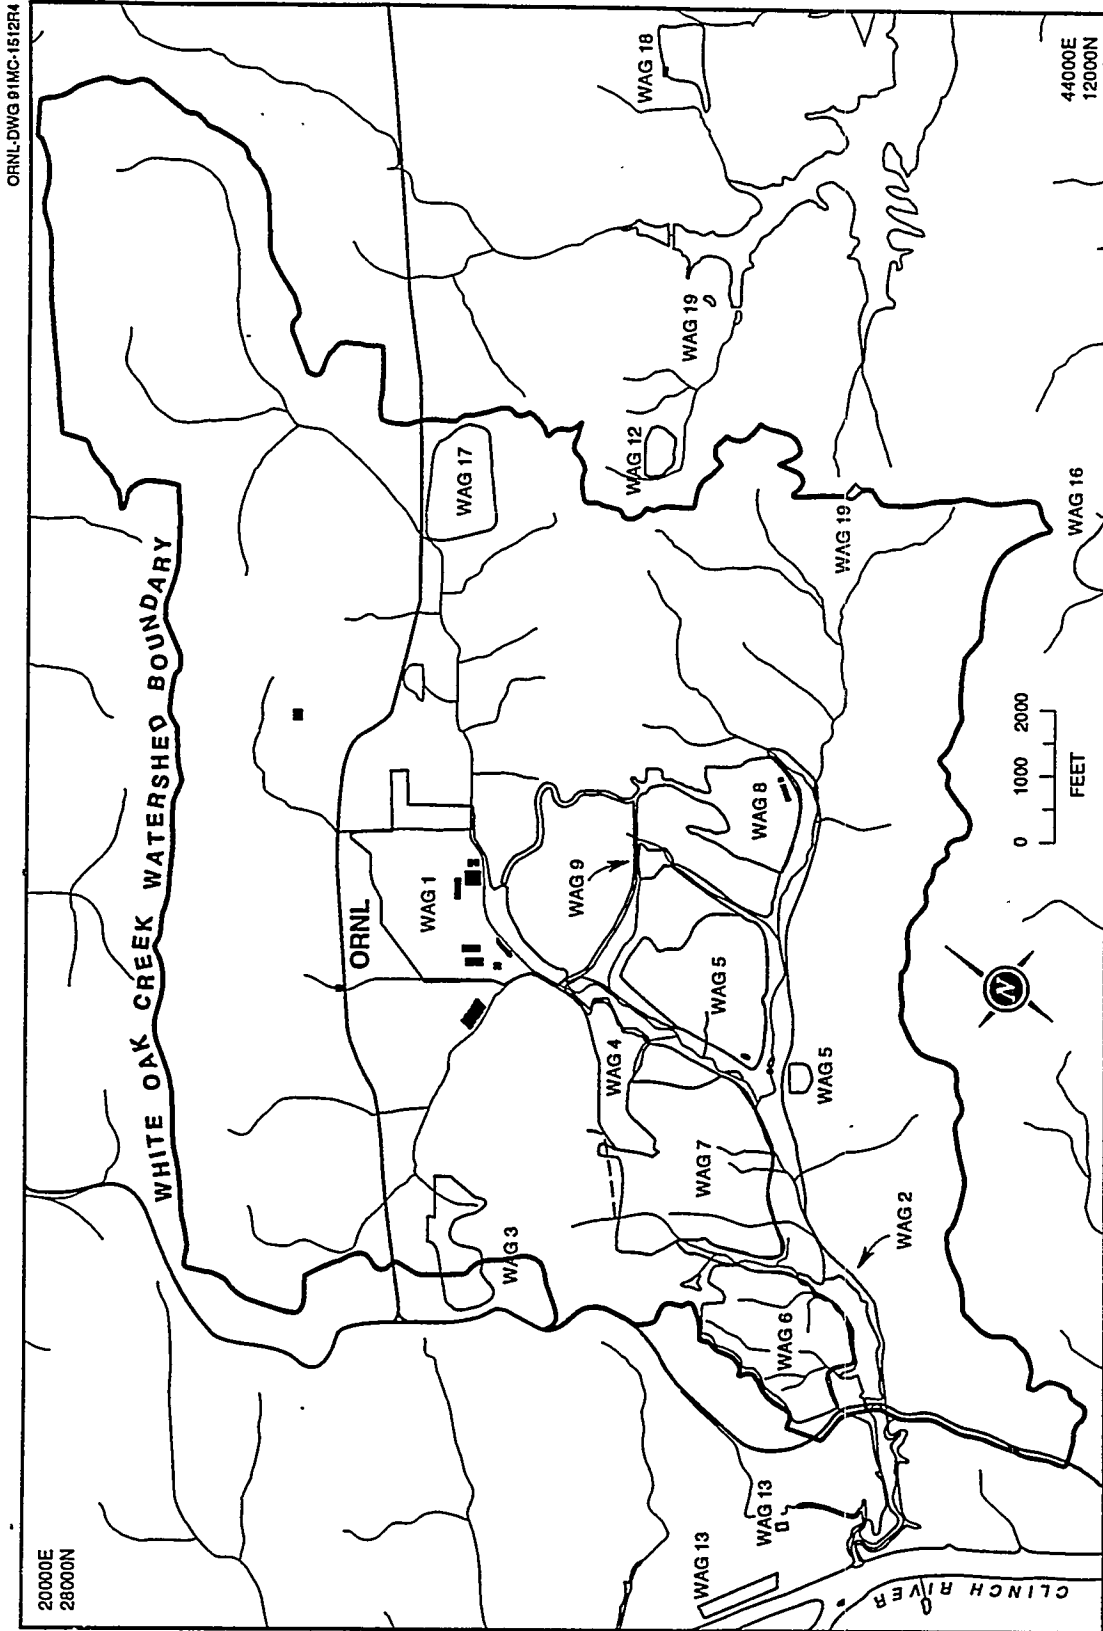 ORNL-DWG 91MC-1512R4
20000E
28000N
WHITE OAK CREEK WATERSHED BOUNDARY
ORNL
WAG 1
WAG 17
WAG 3
WAG 18
WAG 4
WAG 9
WAG 12
WAG 19
WAG 5
WAG 8
WAG 7
WAG 6
WAG 5
WAG 19
WAG 2
WAG 13
WAG 13
WAG 16
CLINCH RIVER
N
0 1000 2000
FEET
44000E
12000N